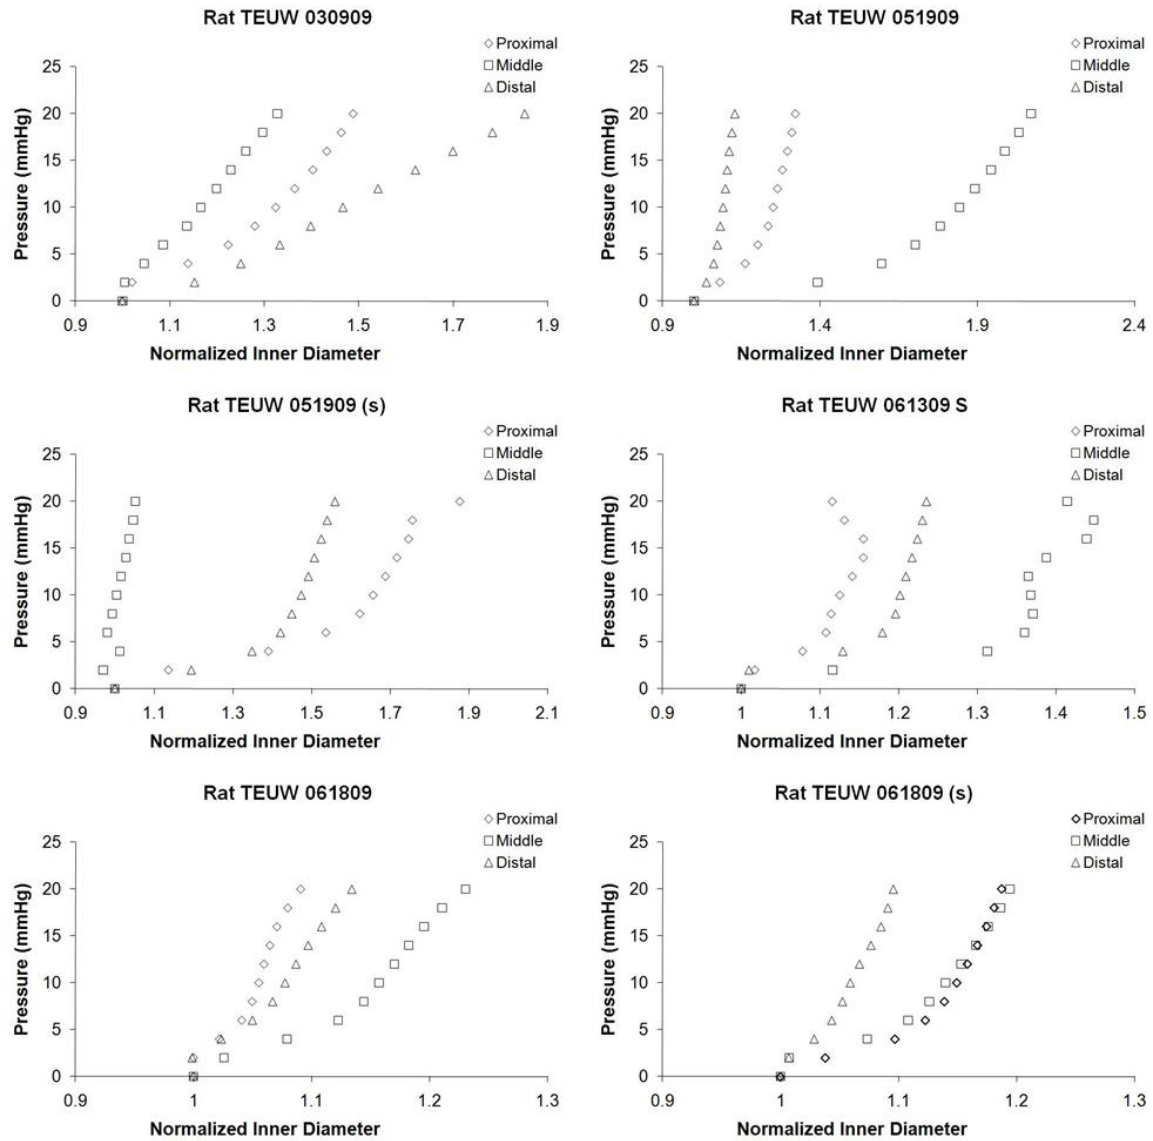 Rat TEUW 030909
Proximal
Middle
Distal
Pressure (mmHg)
25
20
15
10
5
0
0.9 1.1 1.3 1.5 1.7 1.9
Normalized Inner Diameter
Rat TEUW 051909
Proximal
Middle
Distal
Pressure (mmHg)
25
20
15
10
5
0
0.9 1.4 1.9 2.4
Normalized Inner Diameter
Rat TEUW 051909 (s)
Proximal
Middle
Distal
Pressure (mmHg)
25
20
15
10
5
0
0.9 1.1 1.3 1.5 1.7 1.9 2.1
Normalized Inner Diameter
Rat TEUW 061309 S
Proximal
Middle
Distal
Pressure (mmHg)
25
20
15
10
5
0
0.9 1 1.1 1.2 1.3 1.4 1.5
Normalized Inner Diameter
Rat TEUW 061809
Proximal
Middle
Distal
Pressure (mmHg)
25
20
15
10
5
0
0.9 1 1.1 1.2 1.3
Normalized Inner Diameter
Rat TEUW 061809 (s)
Proximal
Middle
Distal
Pressure (mmHg)
25
20
15
10
5
0
0.9 1 1.1 1.2 1.3
Normalized Inner Diameter